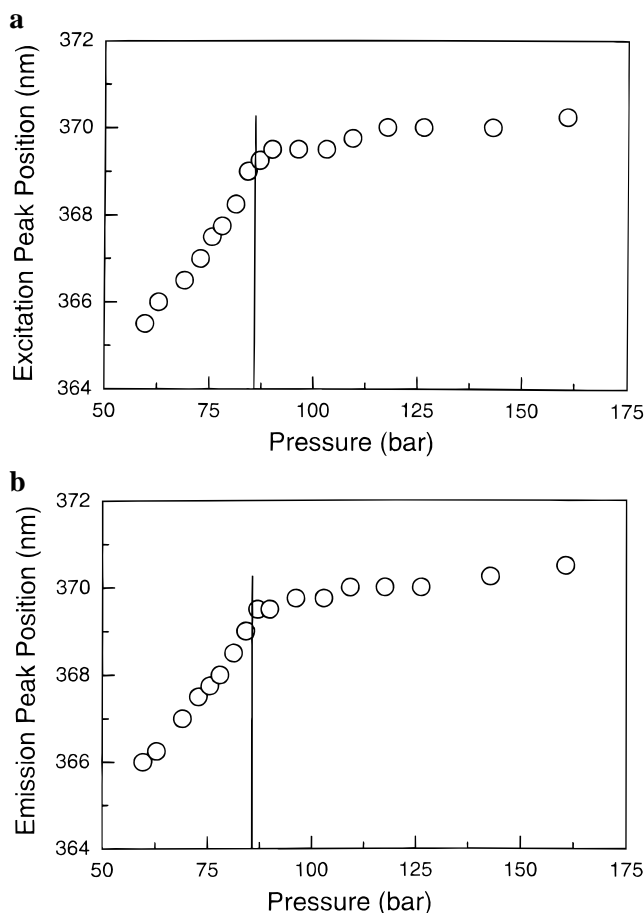 a
372
370
368
366
364
Excitation Peak Position (nm)
50 75 100 125 150 175
Pressure (bar)
b
372
370
368
366
364
Emission Peak Position (nm)
50 75 100 125 150 175
Pressure (bar)